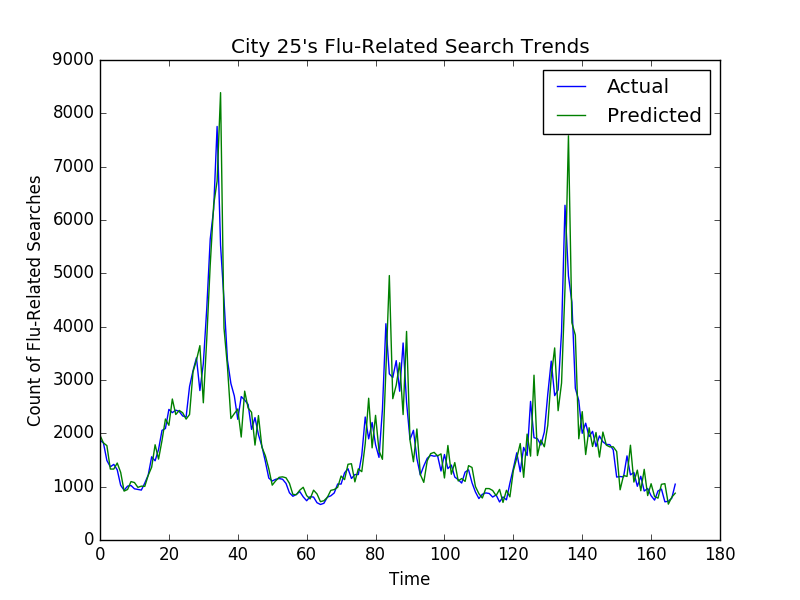 City 25's Flu-Related Search Trends
9000
8000
7000
6000
5000
4000
3000
2000
1000
0
Count of Flu-Related Searches
Actual
Predicted
0 20 40 60 80 100 120 140 160 180
Time